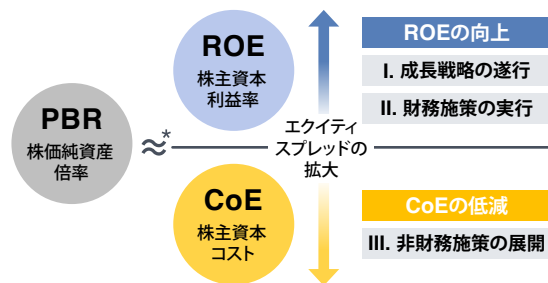 PBR
株価純資産
倍率
≈*
ROE
株主資本
利益率
CoE
株主資本
コスト
エクイティ
スプレッドの
拡大
ROEの向上
I. 成長戦略の遂行
II. 財務施策の実行
CoEの低減
III. 非財務施策の展開